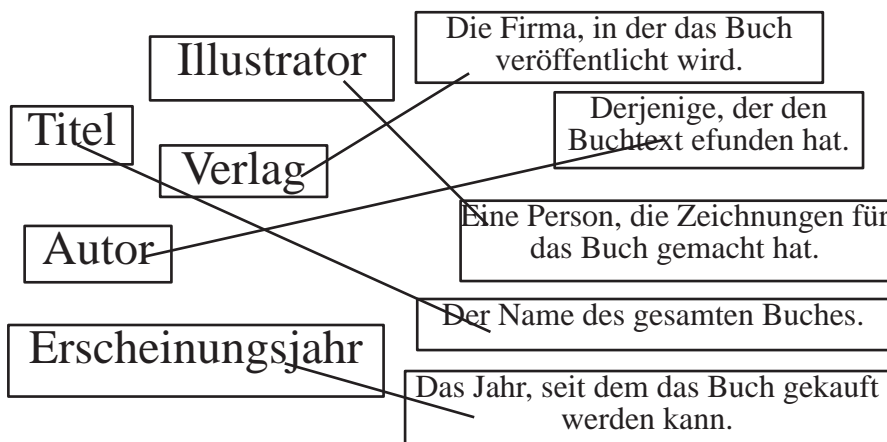 Illustrator
Titel
Verlag
Autor
Erscheinungsjahr
Die Firma, in der das Buch
veröffentlicht wird.
Derjenige, der den
Buchtext efunden hat.
Eine Person, die Zeichnungen für
das Buch gemacht hat.
Der Name des gesamten Buches.
Das Jahr, seit dem das Buch gekauft
werden kann.